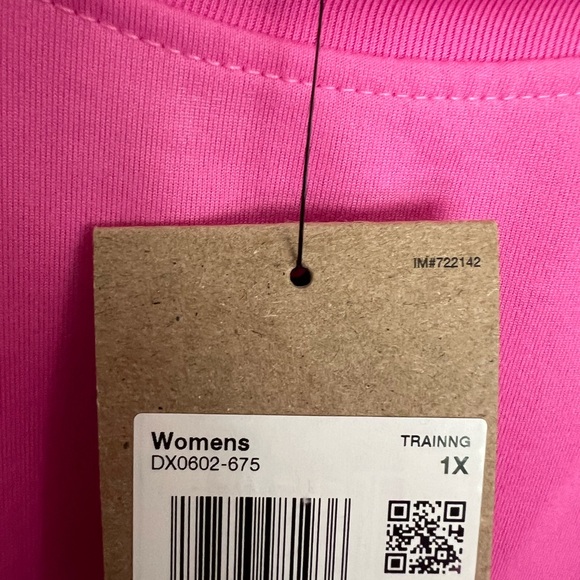 IM#722142
Womens
TRAINNG
DX0602-675
1X